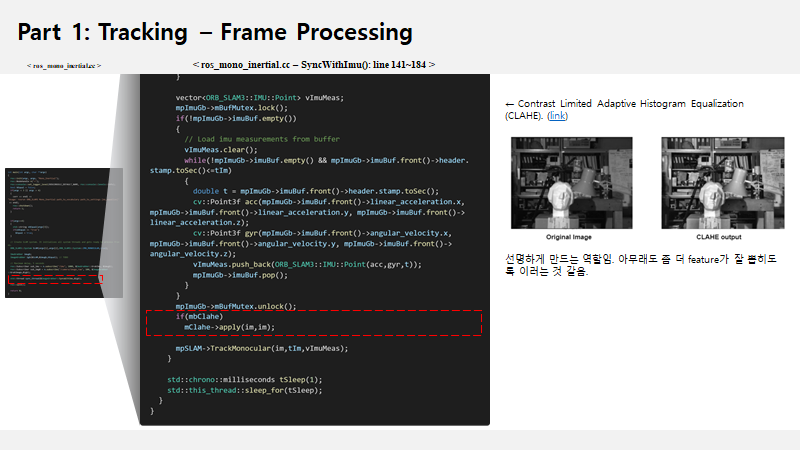 Part 1: Tracking – Frame Processing
< ros_mono_inertial.cc >
< ros_mono_inertial.cc – SyncWithImu(): line 141~184 >
}
vector<ORB_SLAM3::IMU::Point> vImuMeas;
mpImuGb->mBufMutex.lock();
if(!mpImuGb->imuBuf.empty())
{
// Load imu measurements from buffer
vImuMeas.clear();
while(!mpImuGb->imuBuf.empty() && mpImuGb->imuBuf.front()->header.
stamp.toSec()<=tIm)
{
double t = mpImuGb->imuBuf.front()->header.stamp.toSec();
cv::Point3f acc(mpImuGb->imuBuf.front()->linear_acceleration.x,
mpImuGb->imuBuf.front()->linear_acceleration.y, mpImuGb->imuBuf.front()->
linear_acceleration.z);
cv::Point3f gyr(mpImuGb->imuBuf.front()->angular_velocity.x,
mpImuGb->imuBuf.front()->angular_velocity.y, mpImuGb->imuBuf.front()->
angular_velocity.z);
vImuMeas.push_back(ORB_SLAM3::IMU::Point(acc,gyr,t));
mpImuGb->imuBuf.pop();
}
}
mpImuGb->mBufMutex.unlock();
if(mbClahe)
mClahe->apply(im,im);
mpSLAM->TrackMonocular(im,tIm,vImuMeas);
}
std::chrono::milliseconds tSleep(1);
std::this_thread::sleep_for(tSleep);
}
}
← Contrast Limited Adaptive Histogram Equalization
(CLAHE). (link)
Original Image
CLAHE output
선명하게 만드는 역할임. 아무래도 좀 더 feature가 잘 뽑히도
록 이러는 것 같음.